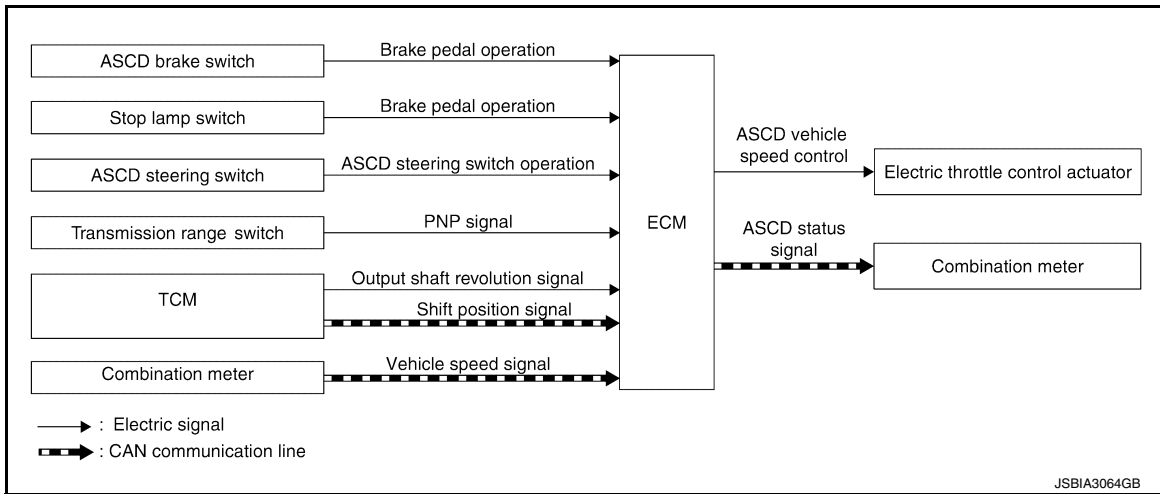 ASCD brake switch
Brake pedal operation
Stop lamp switch
Brake pedal operation
ASCD steering switch
ASCD steering switch operation
Transmission range switch
PNP signal
TCM
Output shaft revolution signal
Shift position signal
Combination meter
Vehicle speed signal
ECM
ASCD vehicle
speed control
Electric throttle control actuator
ASCD status
signal
Combination meter
: Electric signal
: CAN communication line
JSBIA3064GB